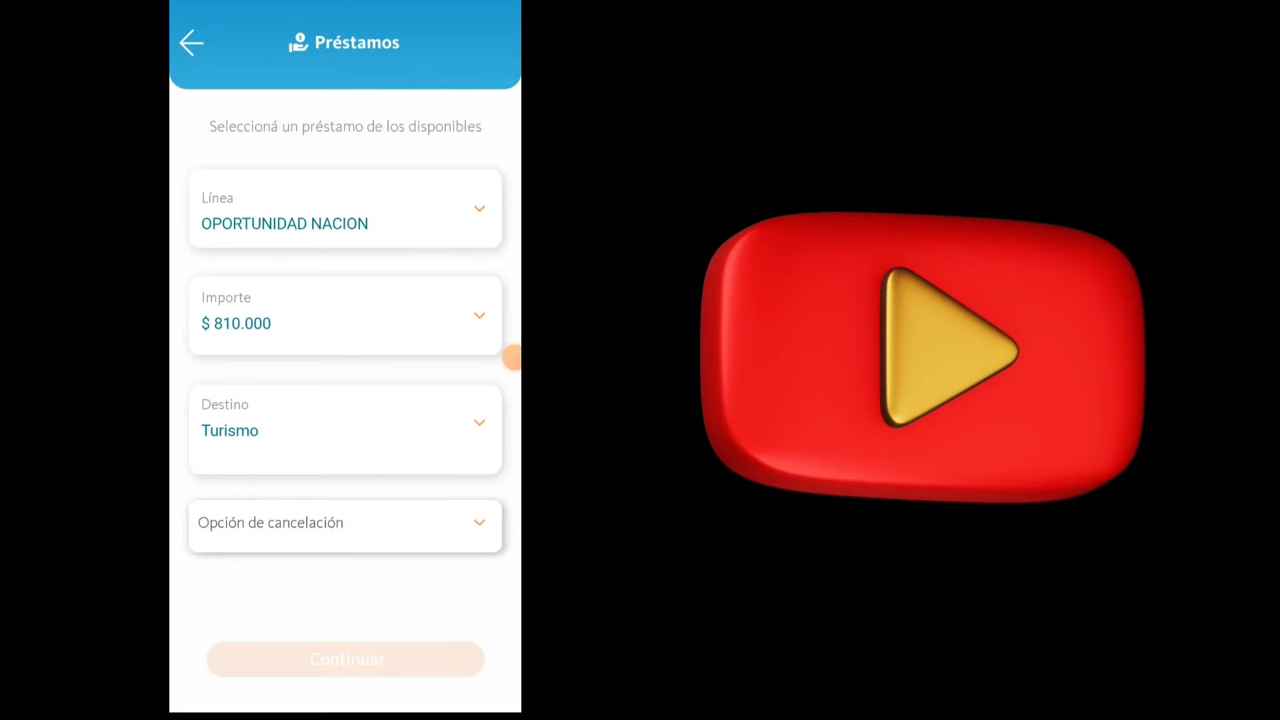 Préstamos
Seleccioná un préstamo de los disponibles
Línea
OPORTUNIDAD NACION
Importe
$ 810.000
Destino
Turismo
Opción de cancelación
Continuar